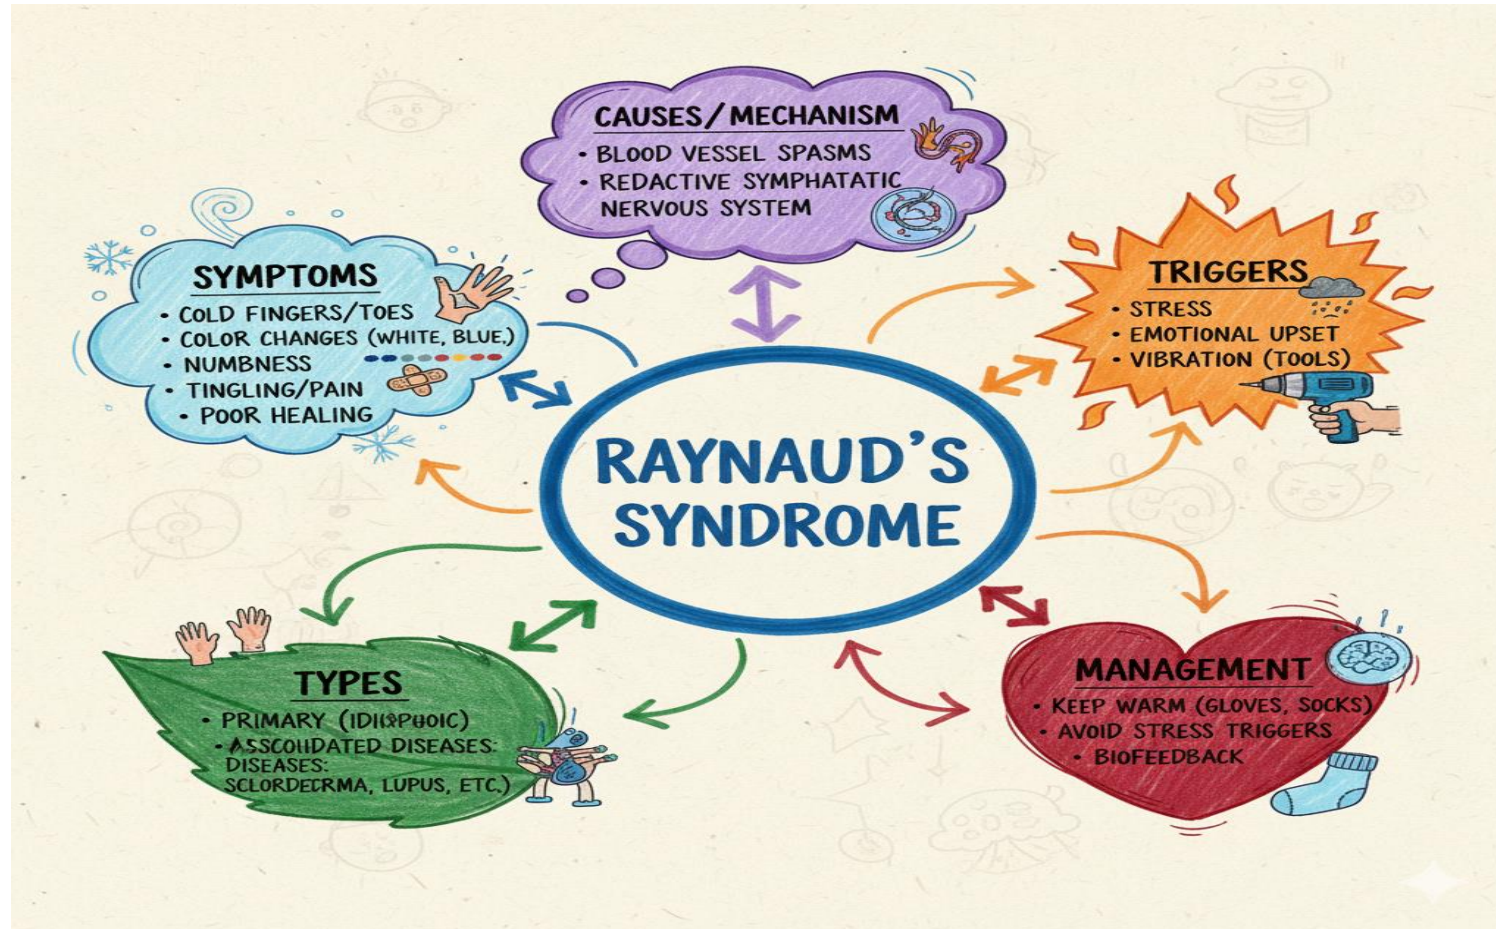 CAUSES/MECHANISM
• BLOOD VESSEL SPASMS
• REDACTIVE SYMPHATATIC
NERVOUS SYSTEM
SYMPTOMS
• COLD FINGERS/TOES
• COLOR CHANGES (WHITE, BLUE.)
• NUMBNESS
• TINGLING/PAIN
• POOR HEALING
TRIGGERS
• STRESS
• EMOTIONAL UPSET
• VIBRATION (TOOLS)
RAYNAUD'S
SYNDROME
TYPES
• PRIMARY
DISEASES:
DISEASES:
LUPUS, ETC.)
MANAGEMENT
• KEEP WARM (GLOVES, SOCKS)
• AVOID STRESS TRIGGERS
• BIOFEEDBACK